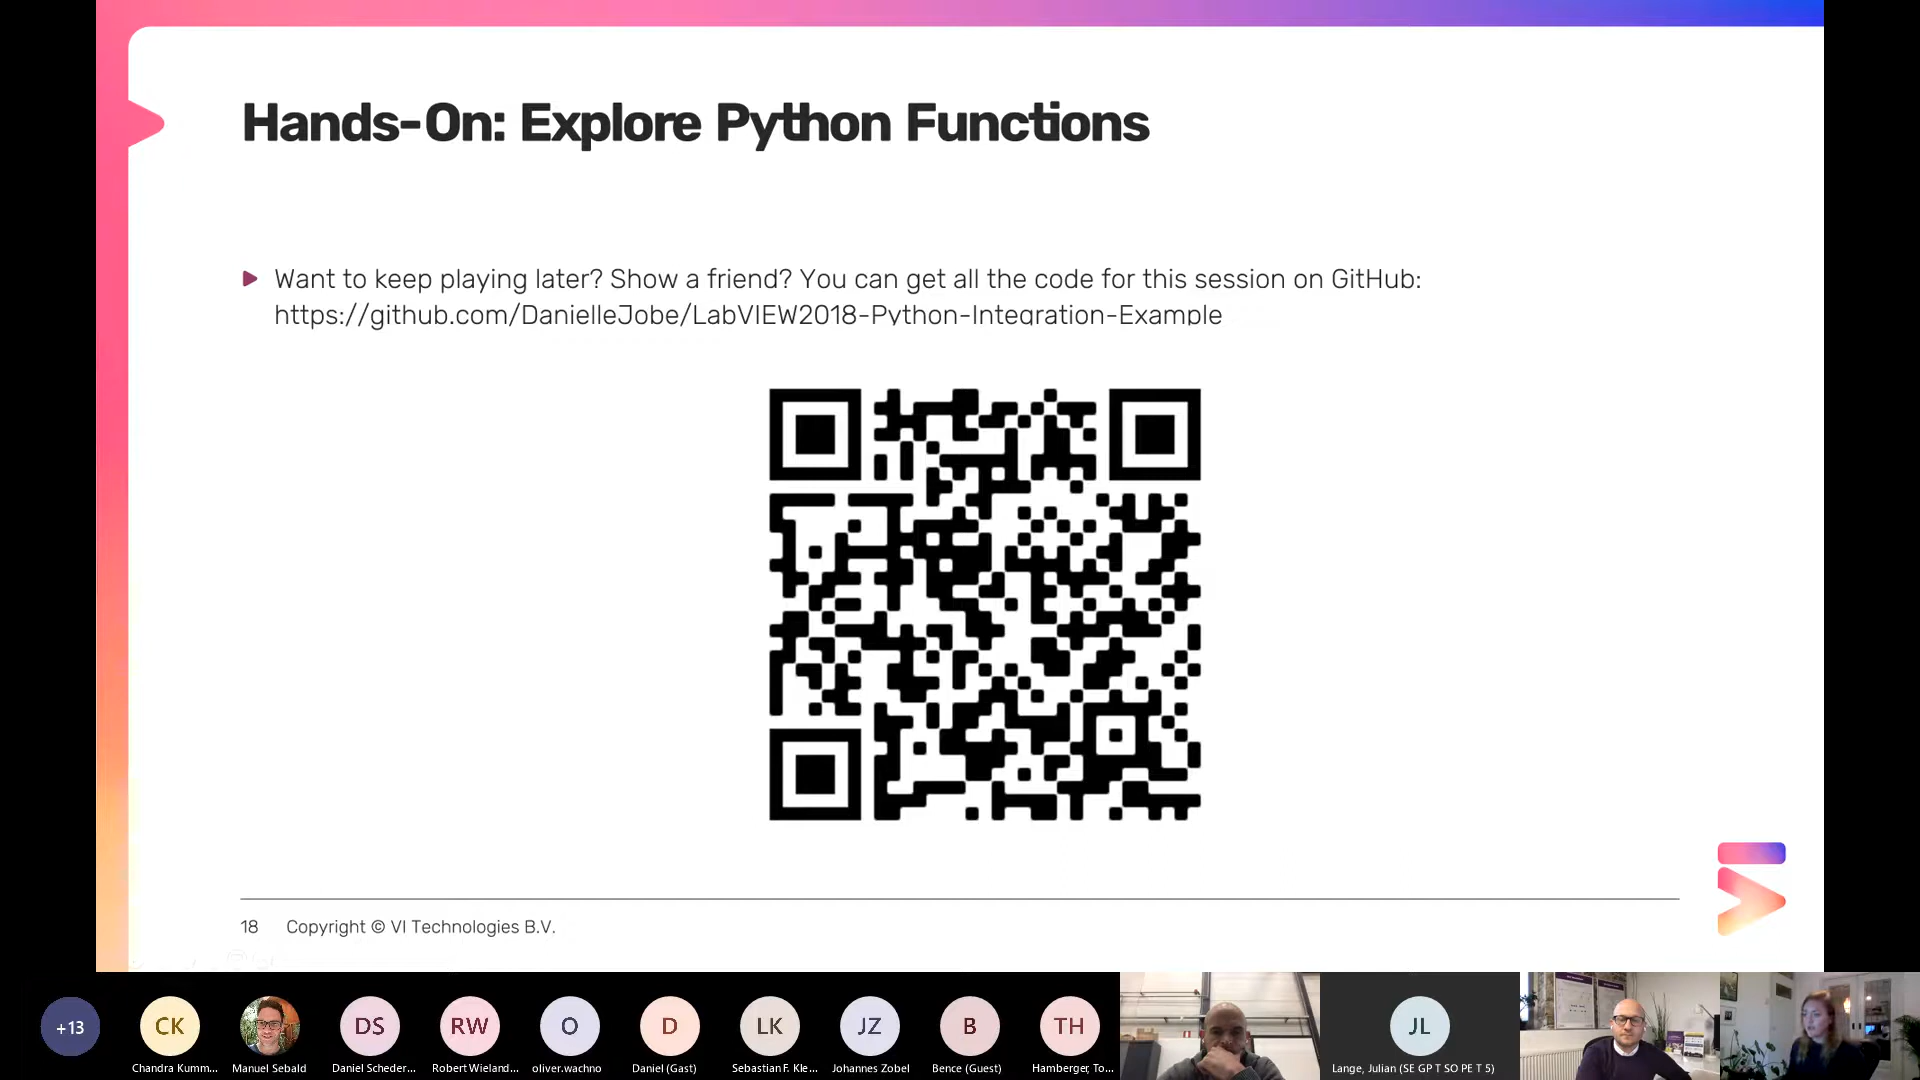 Hands-On: Explore Python Functions
Want to keep playing later? Show a friend? You can get all the code for this session on GitHub:
https://github.com/DanielleJobe/LabVIEW2018-Python-Integration-Example
18 Copyright © VI Technologies B.V.
+13
CK
DS
RW
O
D
LK
JZ
B
TH
JL
Chandra Kumm...
Manuel Sebald
Daniel Scheder...
Robert Wieland...
oliver.wachno
Daniel (Gast)
Sebastian F. Kle...
Johannes Zobel
Bence (Guest)
Hamberger, To...
Lange, Julian (SE GP T SO PE T 5)